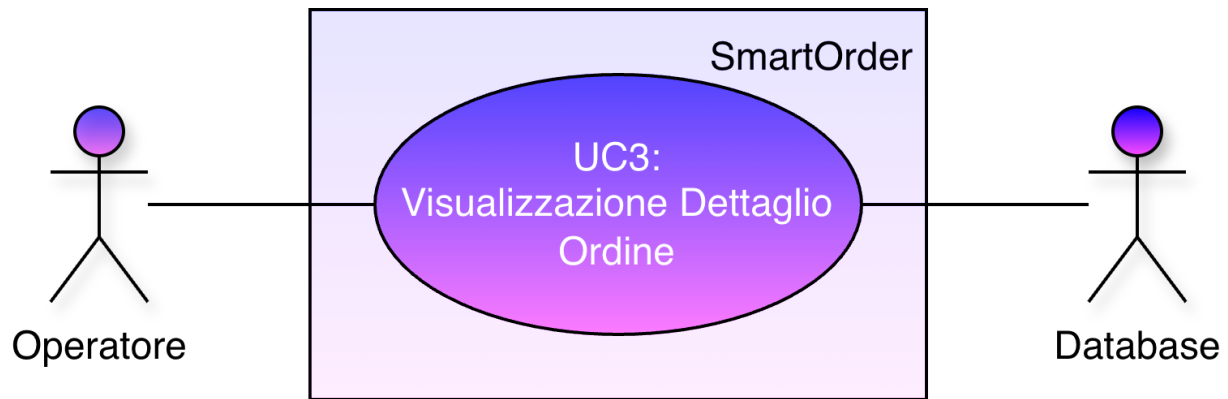 SmartOrder
UC3:
Visualizzazione Dettaglio
Ordine
Operatore
Database